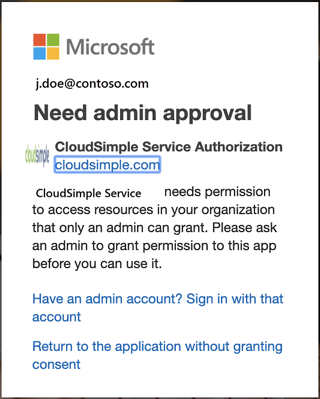 Microsoft
j.doe@contoso.com
Need admin approval
cloudsimple
CloudSimple Service Authorization
cloudsimple.com
CloudSimple Service needs permission
to access resources in your organization
that only an admin can grant. Please ask
an admin to grant permission to this app
before you can use it.
Have an admin account? Sign in with that
account
Return to the application without granting
consent